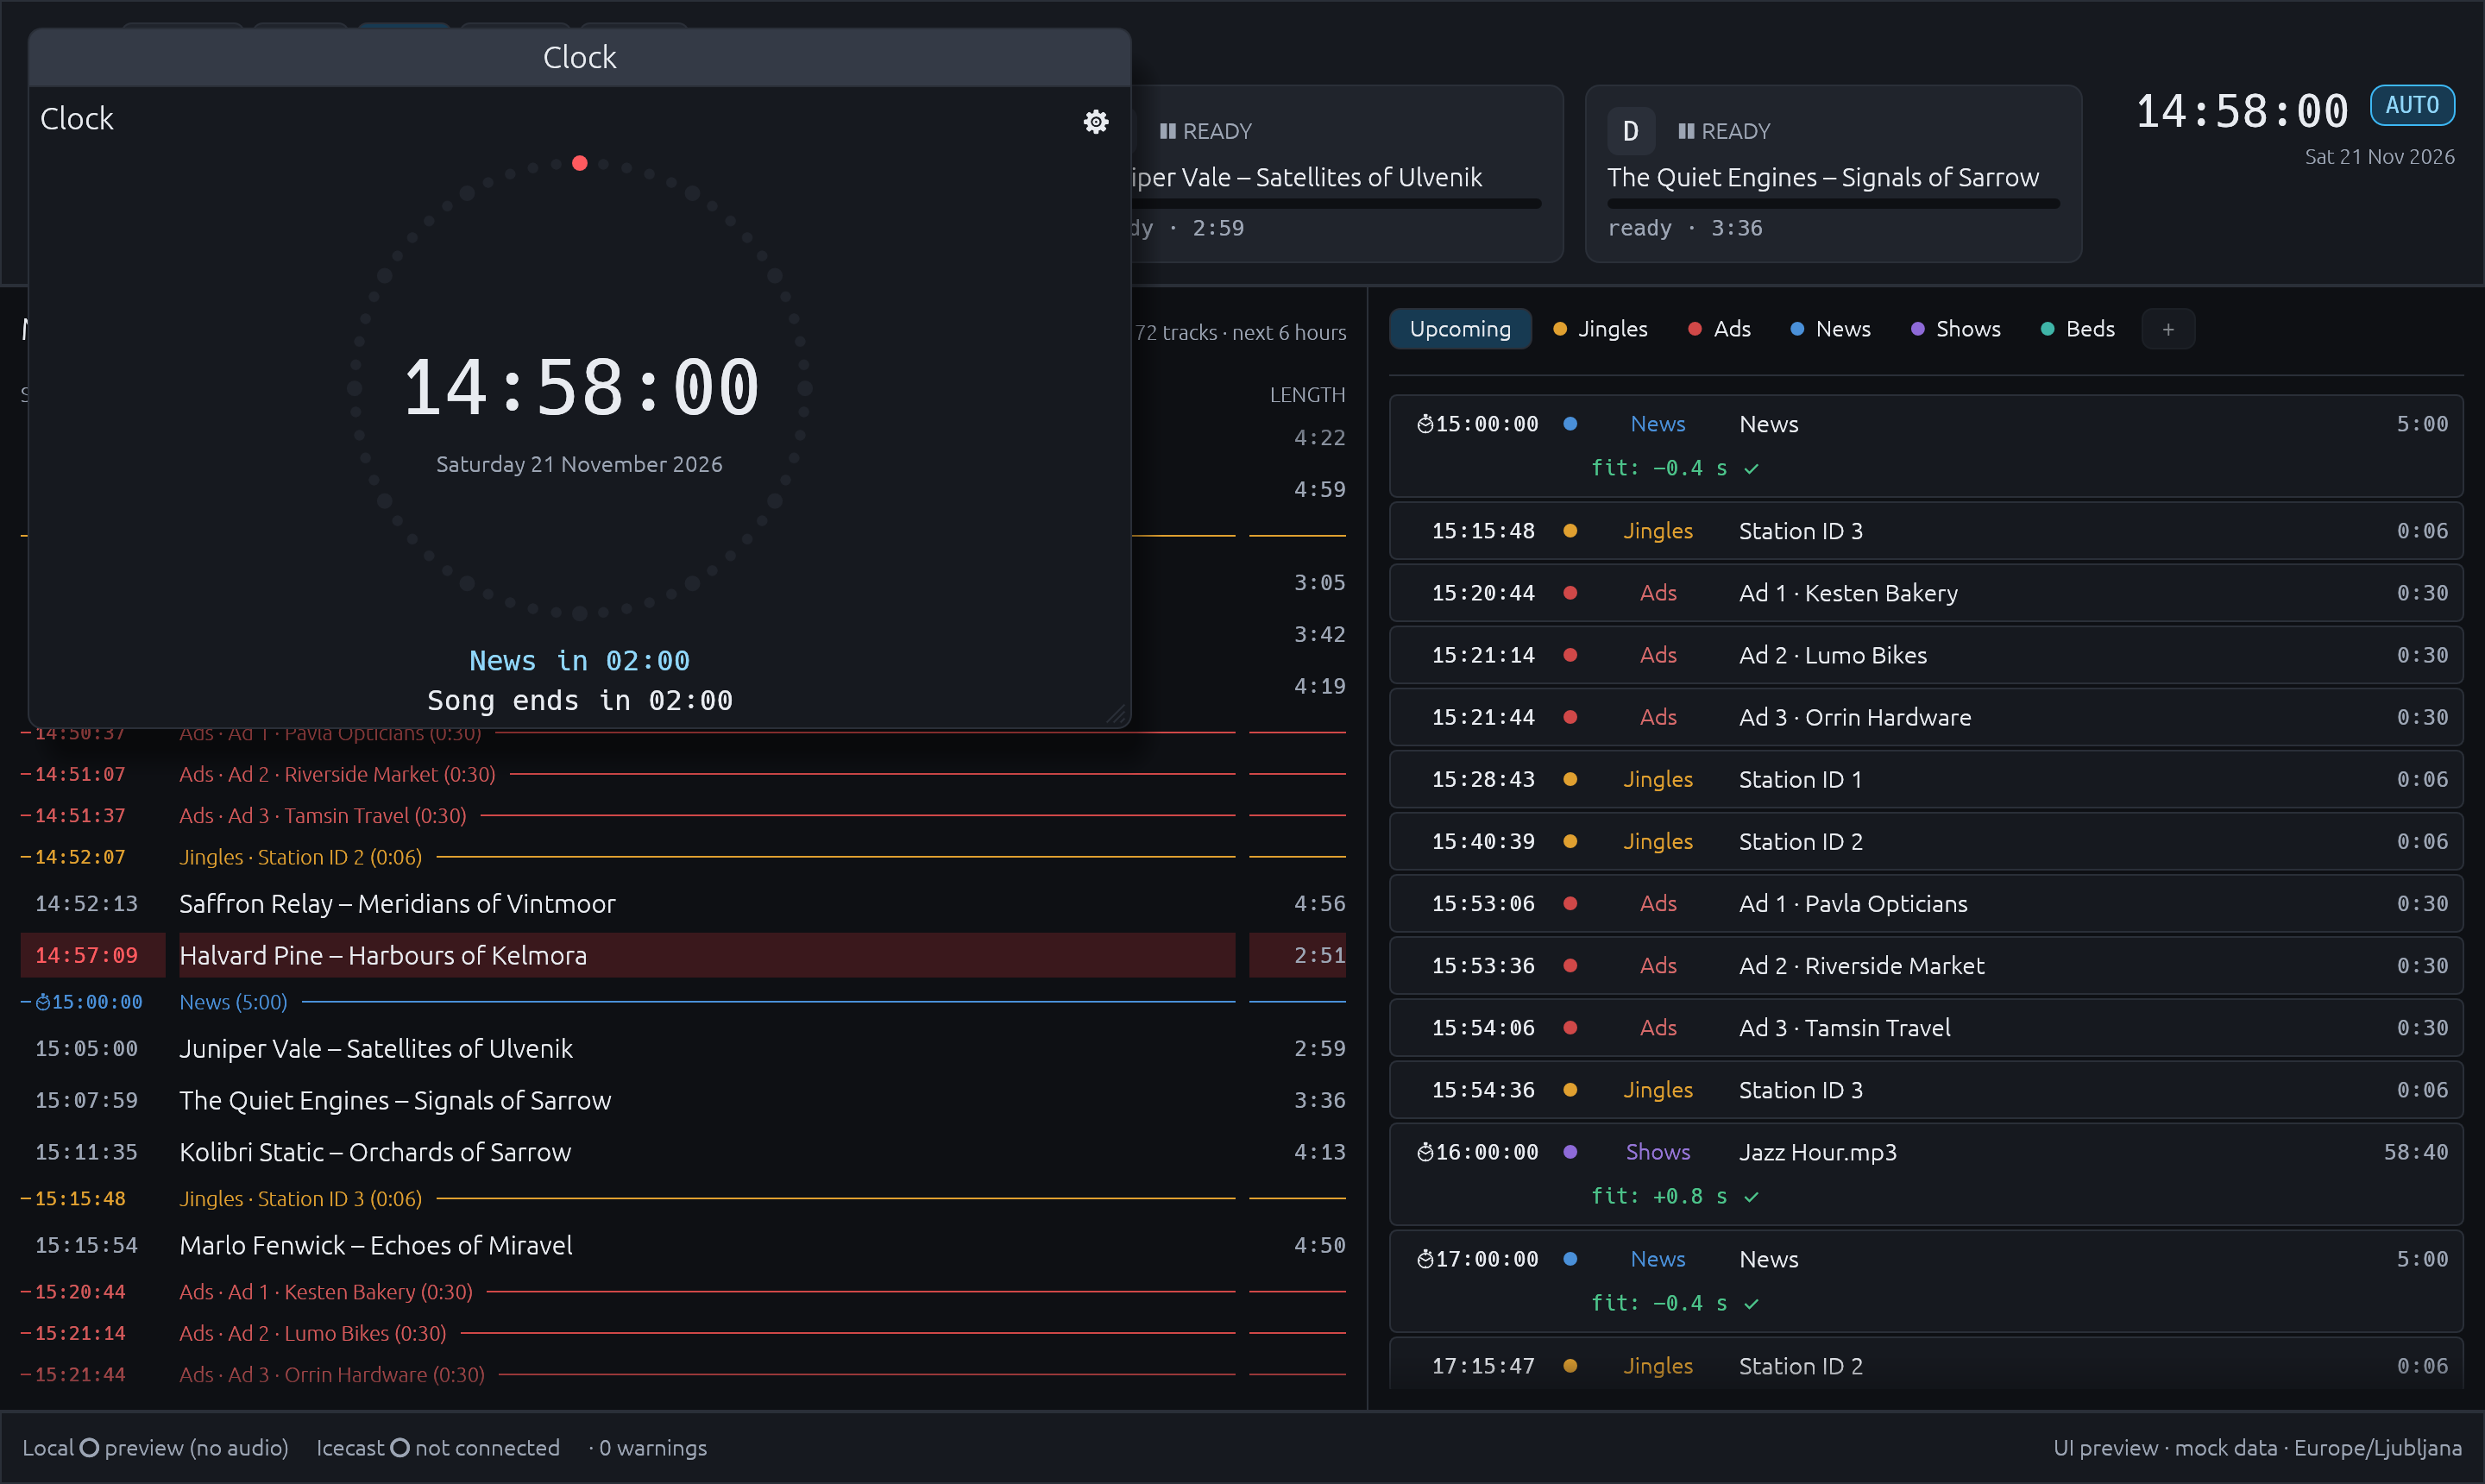 Clock
Clock
14:58:00
Saturday 21 November 2026
News in 02:00
Song ends in 02:00
READY
Vale – Satellites of Ulvenik
· 2:59
D READY
The Quiet Engines – Signals of Sarrow
ready · 3:36
14:58:00 AUTO
Sat 21 Nov 2026
72 tracks · next 6 hours
LENGTH
4:22
4:59
3:05
3:42
4:19
14:50:37 Ads · Ad 1 · Pavla Opticians (0:30)
14:51:07 Ads · Ad 2 · Riverside Market (0:30)
14:51:37 Ads · Ad 3 · Tamsin Travel (0:30)
14:52:07 Jingles · Station ID 2 (0:06)
14:52:13 Saffron Relay – Meridians of Vintmoor 4:56
14:57:09 Halvard Pine – Harbours of Kelmora 2:51
15:00:00 News (5:00)
15:05:00 Juniper Vale – Satellites of Ulvenik 2:59
15:07:59 The Quiet Engines – Signals of Sarrow 3:36
15:11:35 Kolibri Static – Orchards of Sarrow 4:13
15:15:48 Jingles · Station ID 3 (0:06)
15:15:54 Marlo Fenwick – Echoes of Miravel 4:50
15:20:44 Ads · Ad 1 · Kesten Bakery (0:30)
15:21:14 Ads · Ad 2 · Lumo Bikes (0:30)
15:21:44 Ads · Ad 3 · Orrin Hardware (0:30)
Upcoming Jingles Ads News Shows Beds +
15:00:00 News News 5:00
fit: −0.4 s ✓
15:15:48 Jingles Station ID 3 0:06
15:20:44 Ads Ad 1 · Kesten Bakery 0:30
15:21:14 Ads Ad 2 · Lumo Bikes 0:30
15:21:44 Ads Ad 3 · Orrin Hardware 0:30
15:28:43 Jingles Station ID 1 0:06
15:40:39 Jingles Station ID 2 0:06
15:53:06 Ads Ad 1 · Pavla Opticians 0:30
15:53:36 Ads Ad 2 · Riverside Market 0:30
15:54:06 Ads Ad 3 · Tamsin Travel 0:30
15:54:36 Jingles Station ID 3 0:06
16:00:00 Shows Jazz Hour.mp3 58:40
fit: +0.8 s ✓
17:00:00 News News 5:00
fit: −0.4 s ✓
17:15:47 Jingles Station ID 2 0:06
Local preview (no audio) Icecast not connected · 0 warnings
UI preview · mock data · Europe/Ljubljana